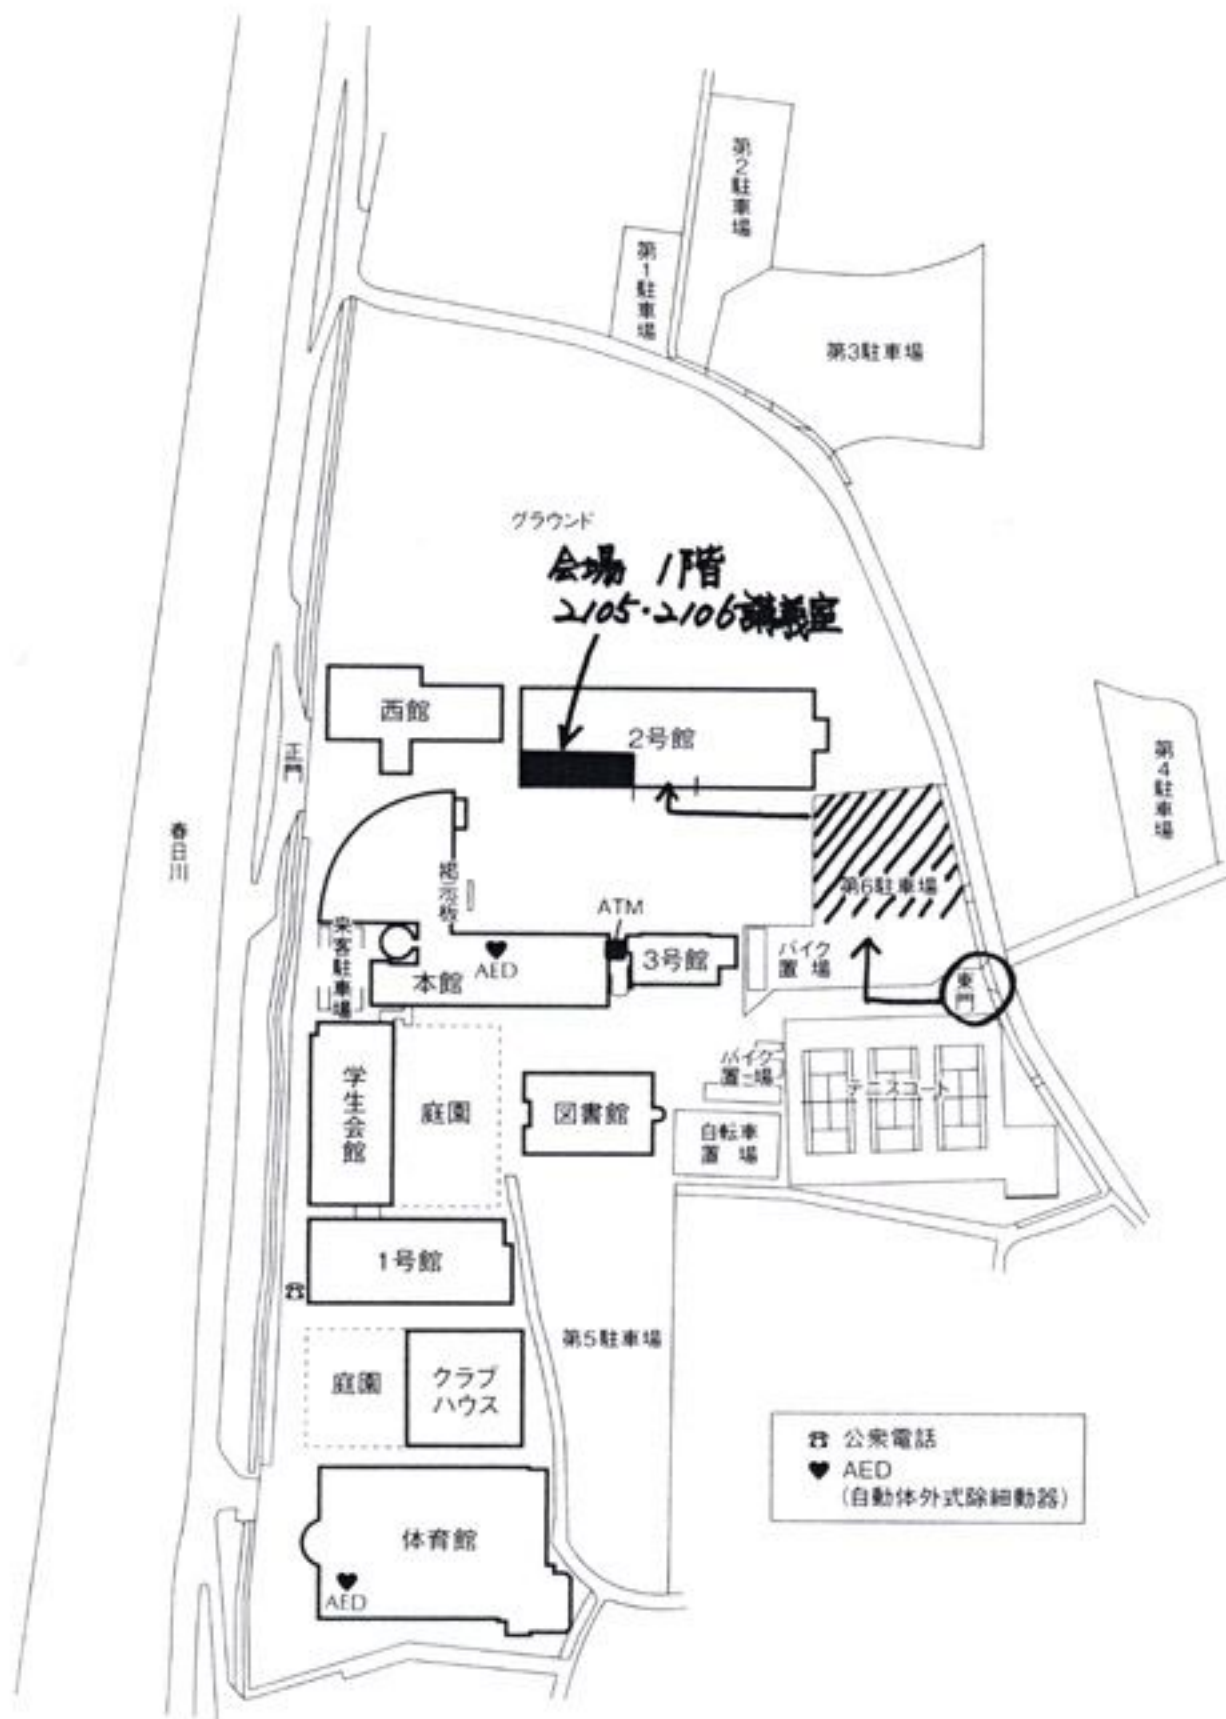 第2駐車場
第1駐車場
第3駐車場
グラウンド
会場 1階
2105・2106講義室
西館
2号館
正門
第4駐車場
春日川
掲示板
第6駐車場
ATM
来客駐車場
AED
3号館
バイク
置場
本館
東門
学生会館
庭園
図書館
バイク
置場
テニスコート
自転車
置場
1号館
第5駐車場
庭園
クラブ
ハウス
公衆電話
AED
(自動体外式除細動器)
体育館
AED